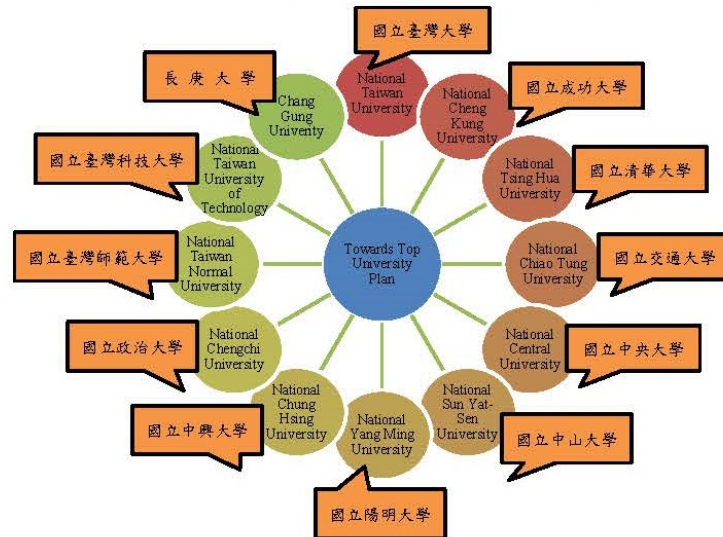 國立臺灣大學
National
Taiwan
University
國立成功大學
National
Cheng
Kung
University
國立清華大學
National
Tsing Hua
University
國立交通大學
National
Chiao Tung
University
國立中央大學
National
Central
University
國立中山大學
National
Sun Yat-
Sen
University
國立陽明大學
National
Yang Ming
University
國立中興大學
National
Chung
Hsing
University
國立政治大學
National
Chengchi
University
國立臺灣師範大學
National
Taiwan
Normal
University
國立臺灣科技大學
National
Taiwan
University
of
Technology
長庚大學
Chang
Gung
Univerity
Towards Top
University
Plan